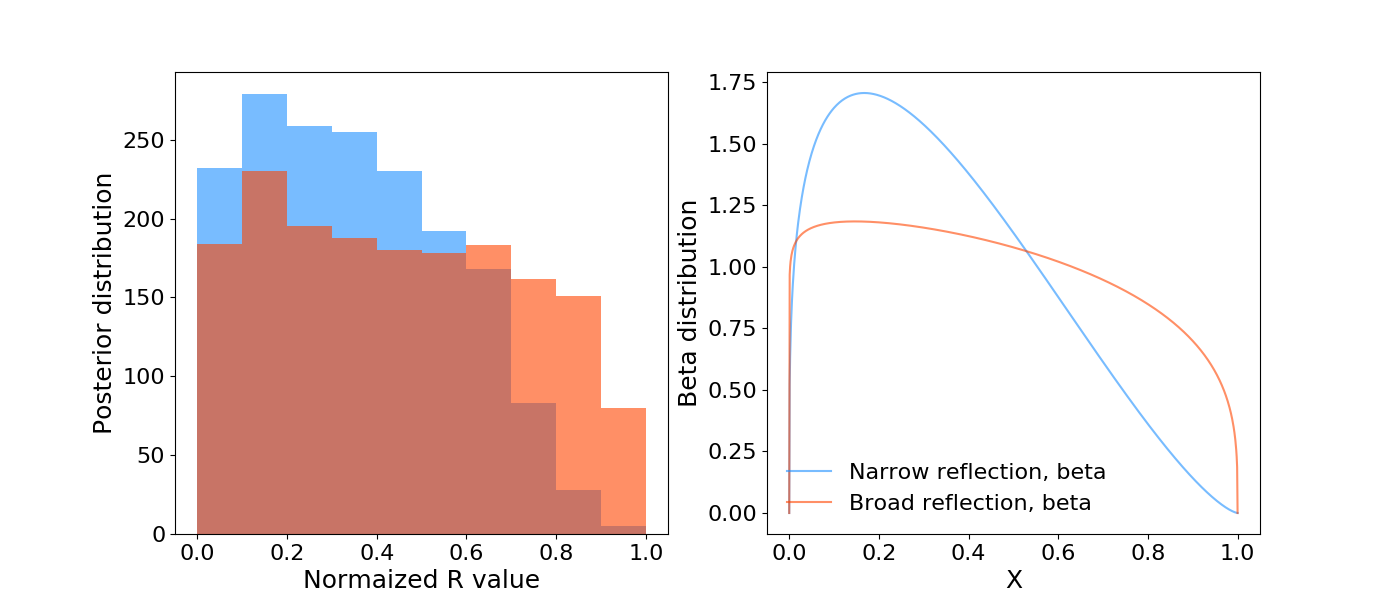 Posterior distribution
250
200
150
100
50
0
0.0 0.2 0.4 0.6 0.8 1.0
Normaized R value
Beta distribution
1.75
1.50
1.25
1.00
0.75
0.50
0.25
0.00
Narrow reflection, beta
Broad reflection, beta
0.0 0.2 0.4 0.6 0.8 1.0
X